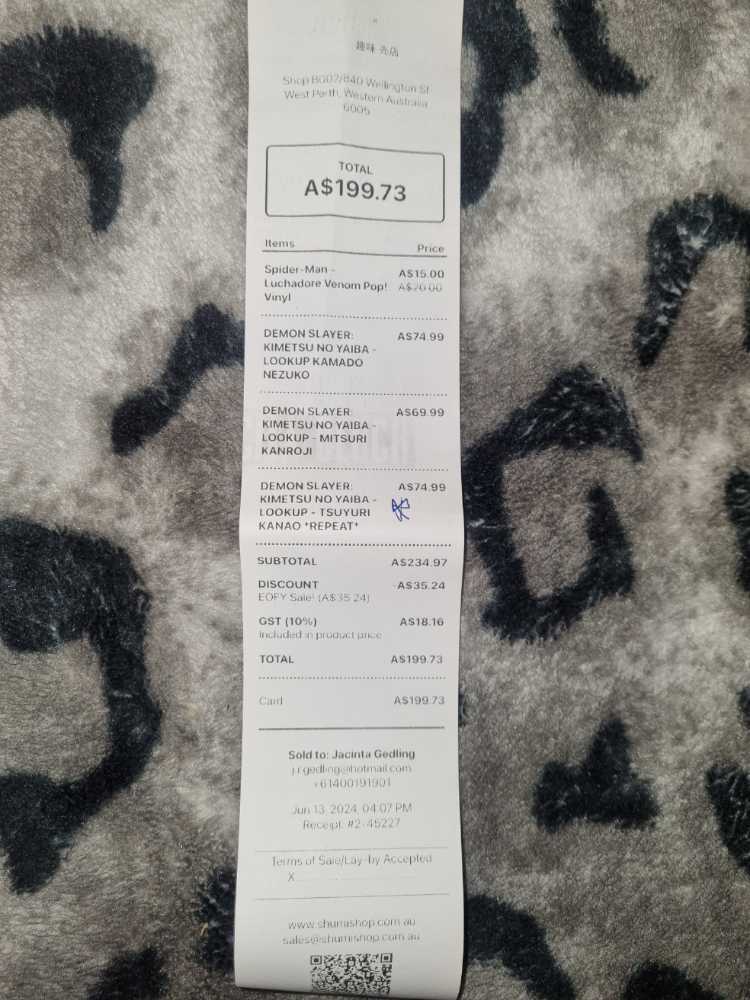 趣味 売店
Shop B007/840 Wellington St
West Perth, Western Australia
6005
TOTAL
A$199.73
Items Price
Spider-Man - A$15.00
Luchadore Venom Pop! A$20.00
Vinyl
DEMON SLAYER: A$74.99
KIMETSU NO YAIBA -
LOOKUP KAMADO
NEZUKO
DEMON SLAYER: A$69.99
KIMETSU NO YAIBA -
LOOKUP - MITSURI
KANROJI
DEMON SLAYER: A$74.99
KIMETSU NO YAIBA -
LOOKUP - TSUYURI
KANAO *REPEAT*
SUBTOTAL A$234.97
DISCOUNT -A$35.24
EOFY Sale! (A$35.24)
GST (10%) A$18.16
Included in product price
TOTAL A$199.73
Card A$199.73
Sold to: Jacinta Gedling
j.r.gedling@hotmail.com
+61400191901
Jun 13, 2024, 04:07 PM
Receipt: #2-45227
Terms of Sale/Lay-by Accepted
X
www.shumishop.com.au
sales@shumishop.com.au